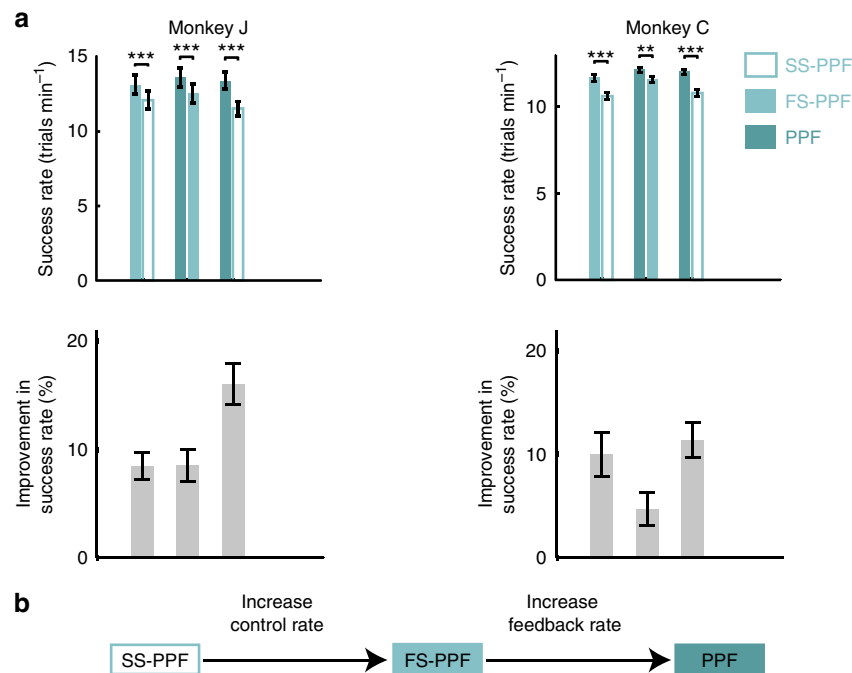 a
Monkey J
Success rate (trials min⁻¹)
15
10
5
0
***
***
***
Monkey C
Success rate (trials min⁻¹)
10
5
0
***
**
***
SS-PPF
FS-PPF
PPF
Improvement in
success rate (%)
20
10
0
Improvement in
success rate (%)
20
10
0
b
Increase
control rate
Increase
feedback rate
SS-PPF
FS-PPF
PPF